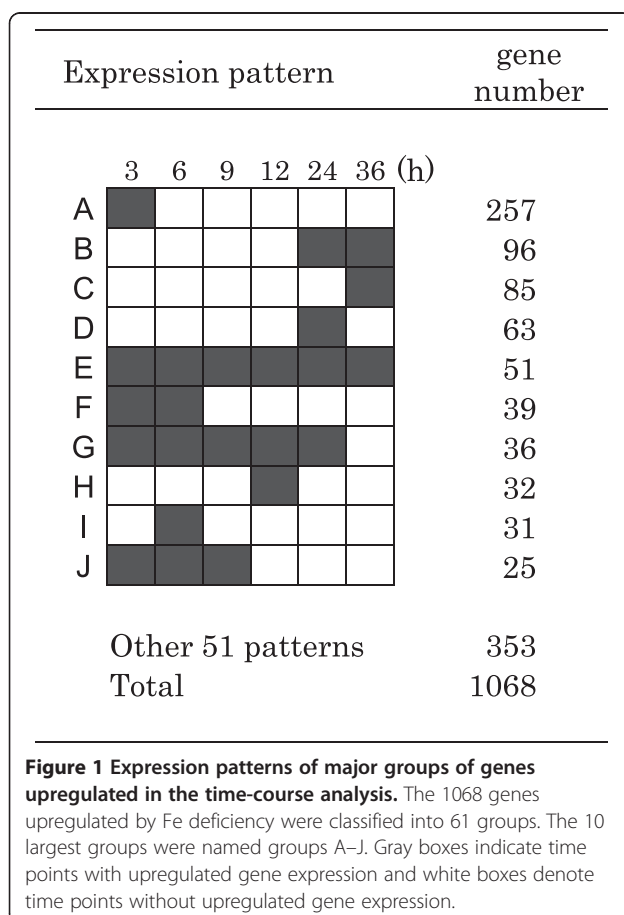 Expression pattern gene number
3 6 9 12 24 36 (h)
A 257
B 96
C 85
D 63
E 51
F 39
G 36
H 32
I 31
J 25
Other 51 patterns 353
Total 1068
Figure 1 Expression patterns of major groups of genes
upregulated in the time-course analysis. The 1068 genes
upregulated by Fe deficiency were classified into 61 groups. The 10
largest groups were named groups A–J. Gray boxes indicate time
points with upregulated gene expression and white boxes denote
time points without upregulated gene expression.